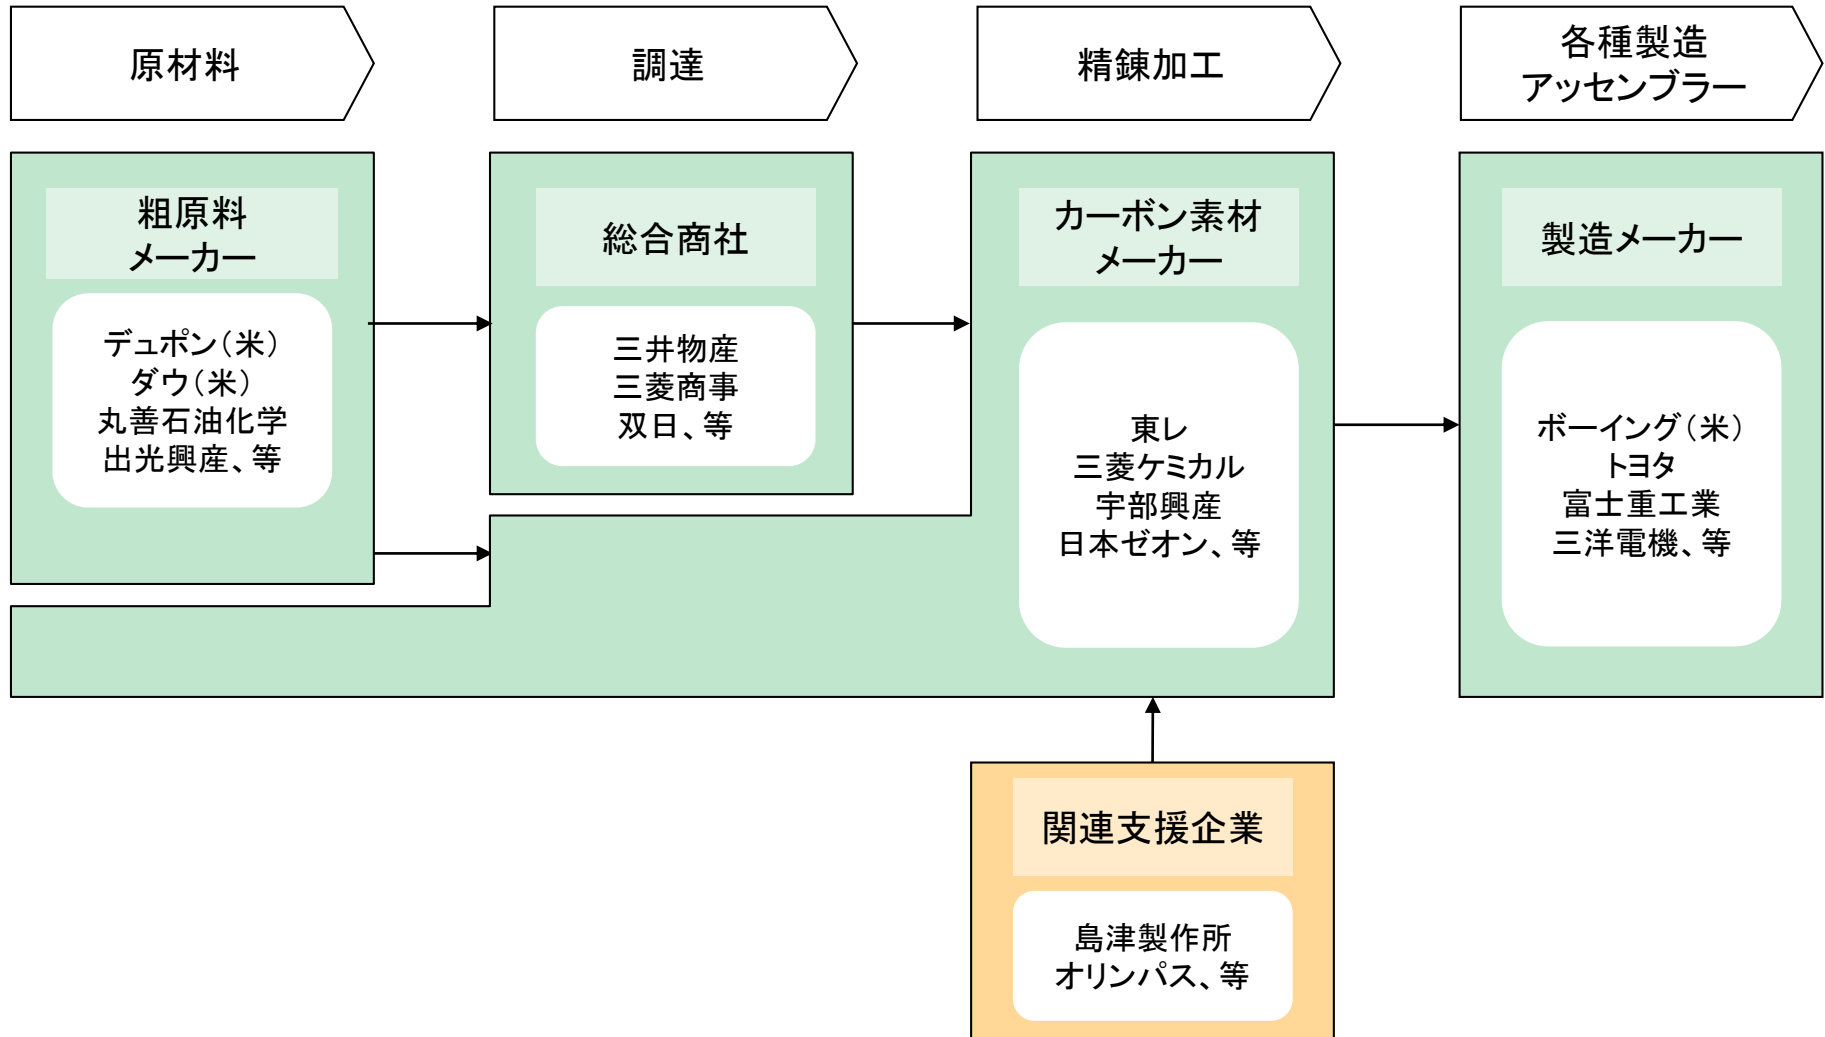 原材料
調達
精錬加工
各種製造
アッセンブラー
粗原料
メーカー
デュポン（米）
ダウ（米）
丸善石油化学
出光興産、等
総合商社
三井物産
三菱商事
双日、等
カーボン素材
メーカー
東レ
三菱ケミカル
宇部興産
日本ゼオン、等
製造メーカー
ボーイング（米）
トヨタ
富士重工業
三洋電機、等
関連支援企業
島津製作所
オリンパス、等